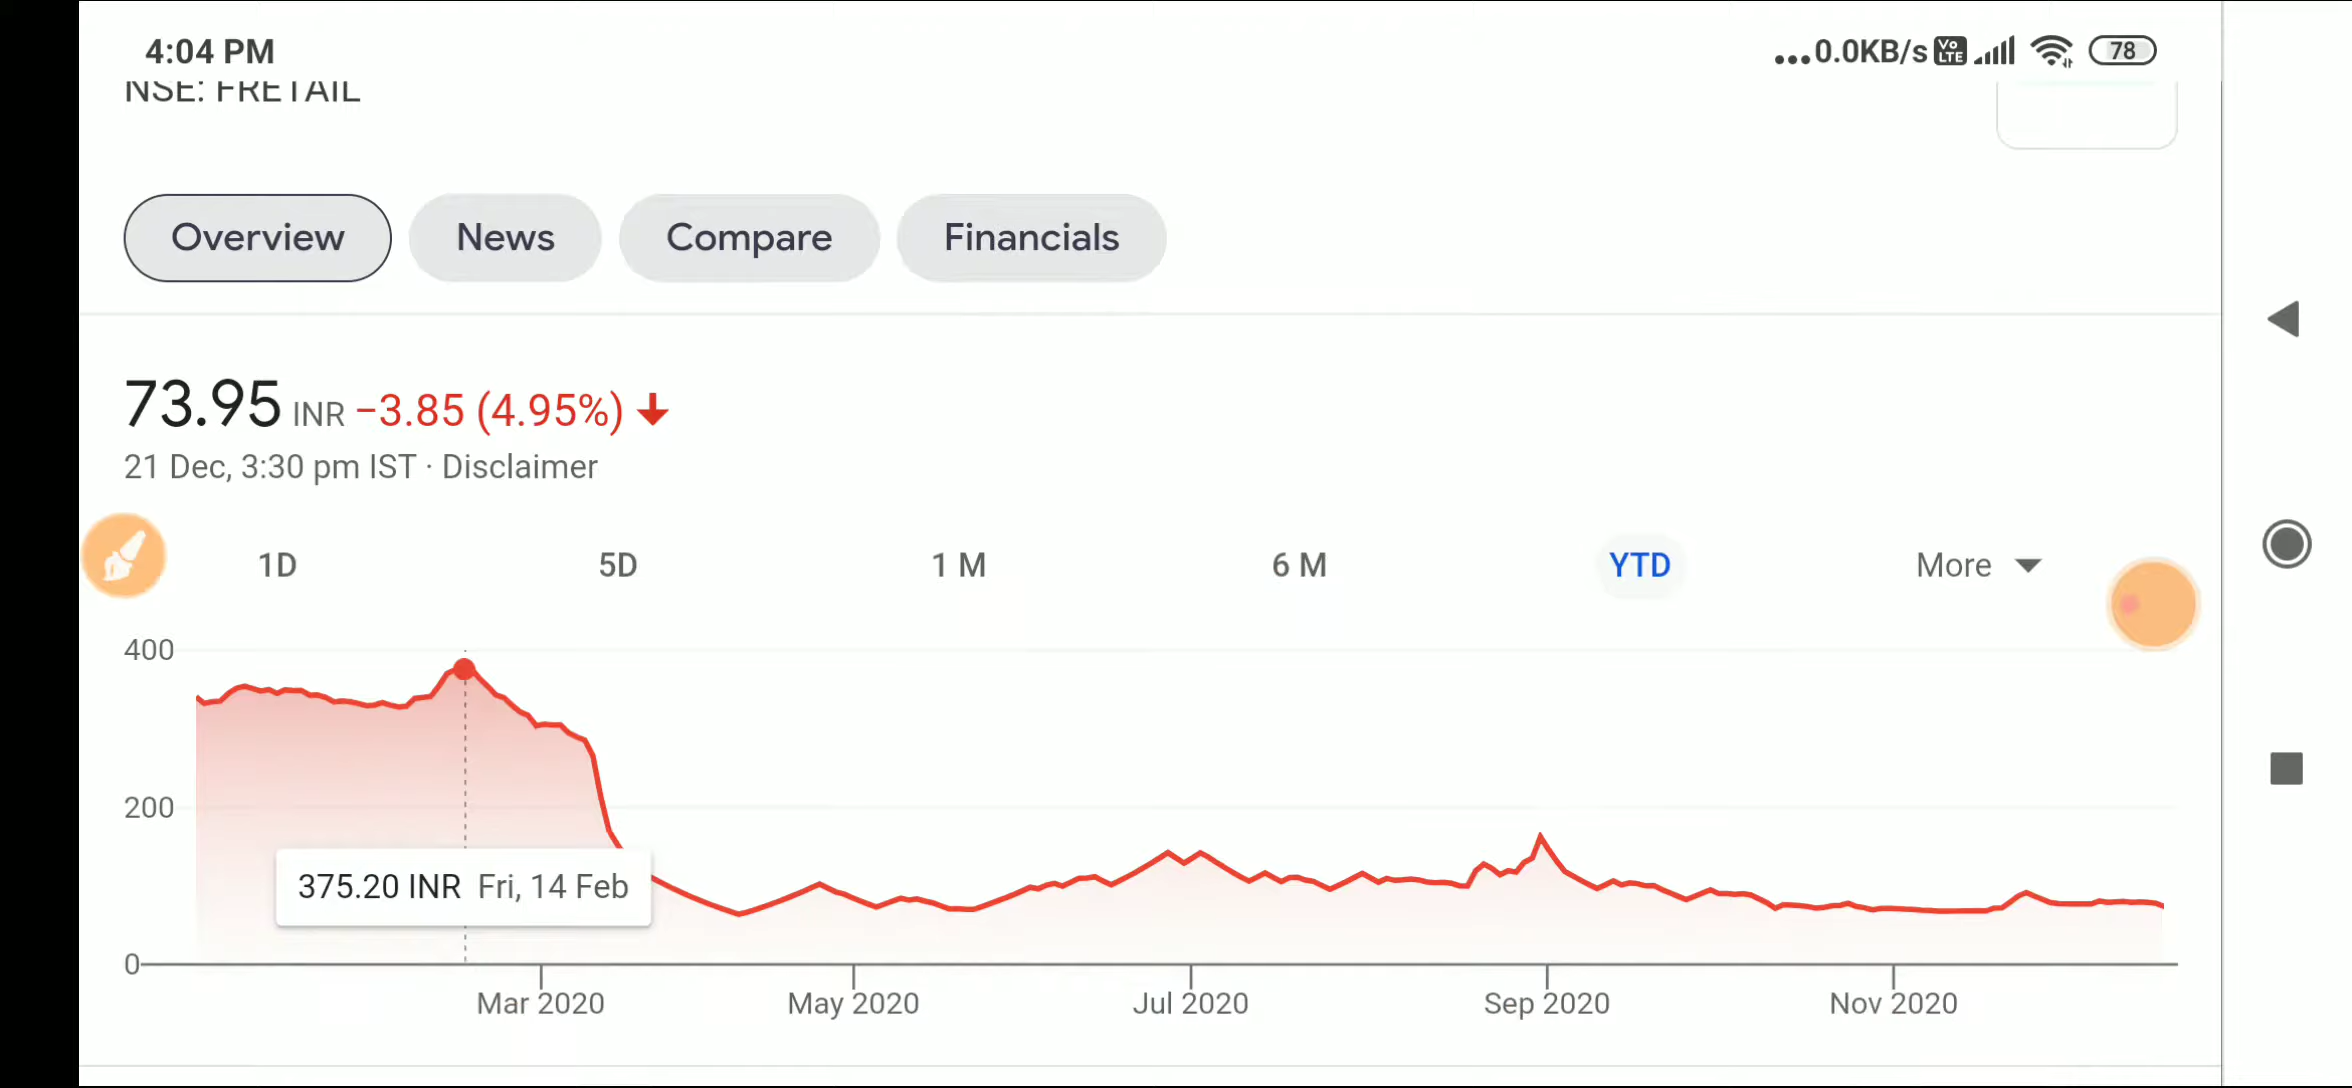 4:04 PM
...0.0KB/s Vo LTE 78
NSE: FRETAIL
Overview News Compare Financials
73.95 INR −3.85 (4.95%)
21 Dec, 3:30 pm IST · Disclaimer
1D 5D 1 M 6 M YTD More
400
200
375.20 INR Fri, 14 Feb
0
Mar 2020 May 2020 Jul 2020 Sep 2020 Nov 2020